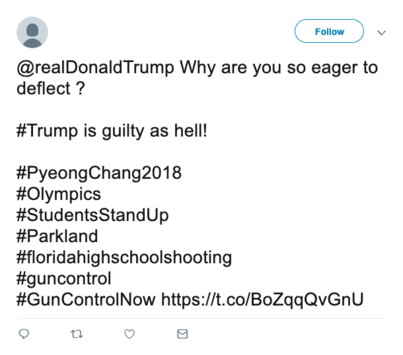 Follow
@realDonaldTrump Why are you so eager to
deflect ?
#Trump is guilty as hell!
#PyeongChang2018
#Olympics
#StudentsStandUp
#Parkland
#floridahighschoolshooting
#guncontrol
#GunControlNow https://t.co/BoZqqQvGnU